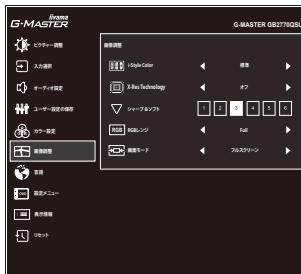 iiyama
G-MASTER
G-MASTER GB2770QSU
ピクチャー調整
入力選択
オーディオ設定
ユーザー設定の保存
カラー設定
画像調整
言語
OSD 設定メニュー
表示情報
リセット
画像調整
i-Style Color 標準
X-Res Technology オフ
シャープ&ソフト 1 2 3 4 5 6
RGB RGBレンジ Full
画面モード フルスクリーン